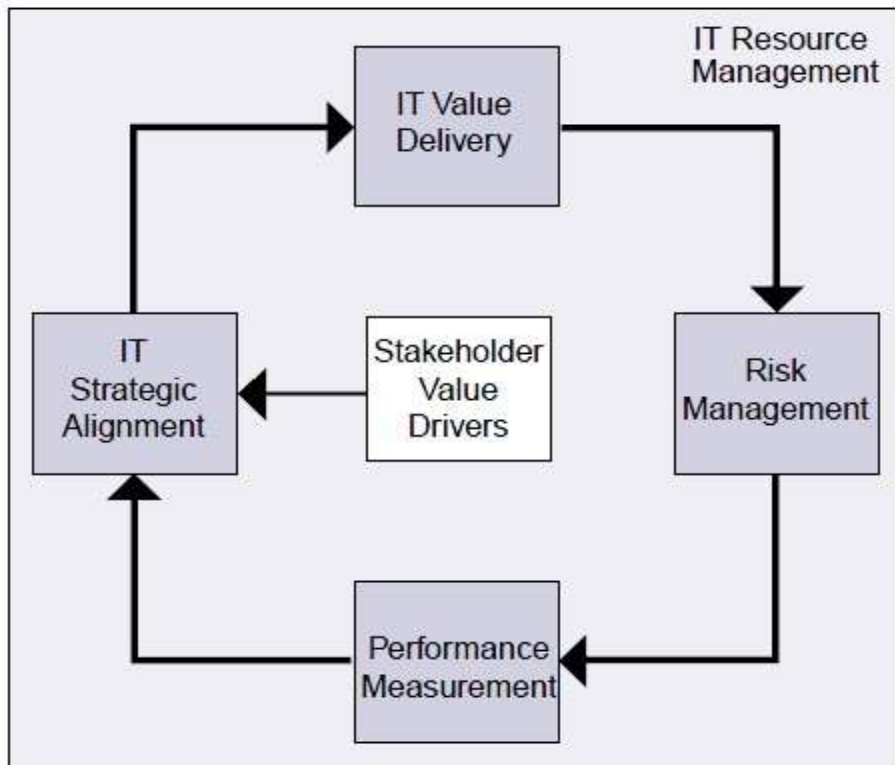 IT Resource
Management
IT Value
Delivery
IT
Strategic
Alignment
Stakeholder
Value
Drivers
Risk
Management
Performance
Measurement